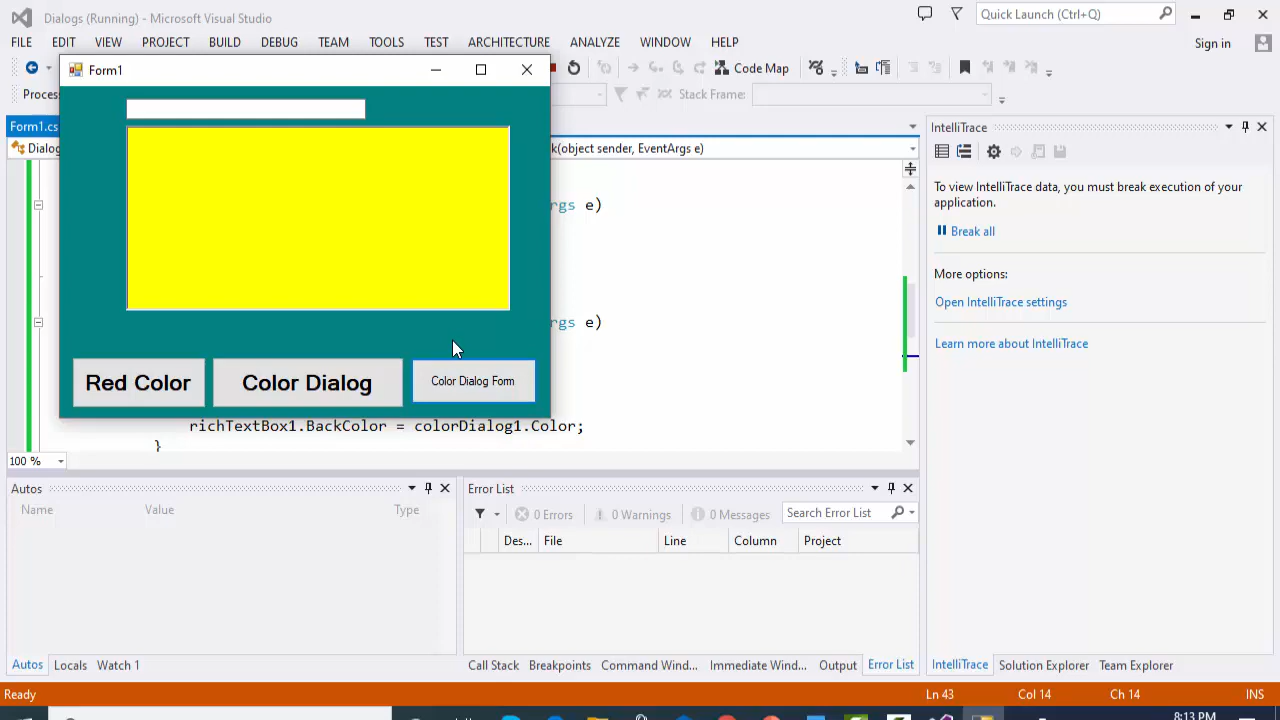 Dialogs (Running) - Microsoft Visual Studio
Quick Launch (Ctrl+Q)
FILE EDIT VIEW PROJECT BUILD DEBUG TEAM TOOLS TEST ARCHITECTURE ANALYZE WINDOW HELP
Sign in
Form1
Code Map
Stack Frame:
Form1.cs
k(object sender, EventArgs e)
e)
e)
Red Color
Color Dialog
Color Dialog Form
richTextBox1.BackColor = colorDialog1.Color;
}
100 %
IntelliTrace
To view IntelliTrace data, you must break execution of your
application.
Break all
More options:
Open IntelliTrace settings
Learn more about IntelliTrace
Autos
Name Value Type
Error List
0 Errors 0 Warnings 0 Messages Search Error List
Des... File Line Column Project
Autos Locals Watch 1
Call Stack Breakpoints Command Wind... Immediate Wind... Output Error List
IntelliTrace Solution Explorer Team Explorer
Ready Ln 43 Col 14 Ch 14 INS
8:13 PM